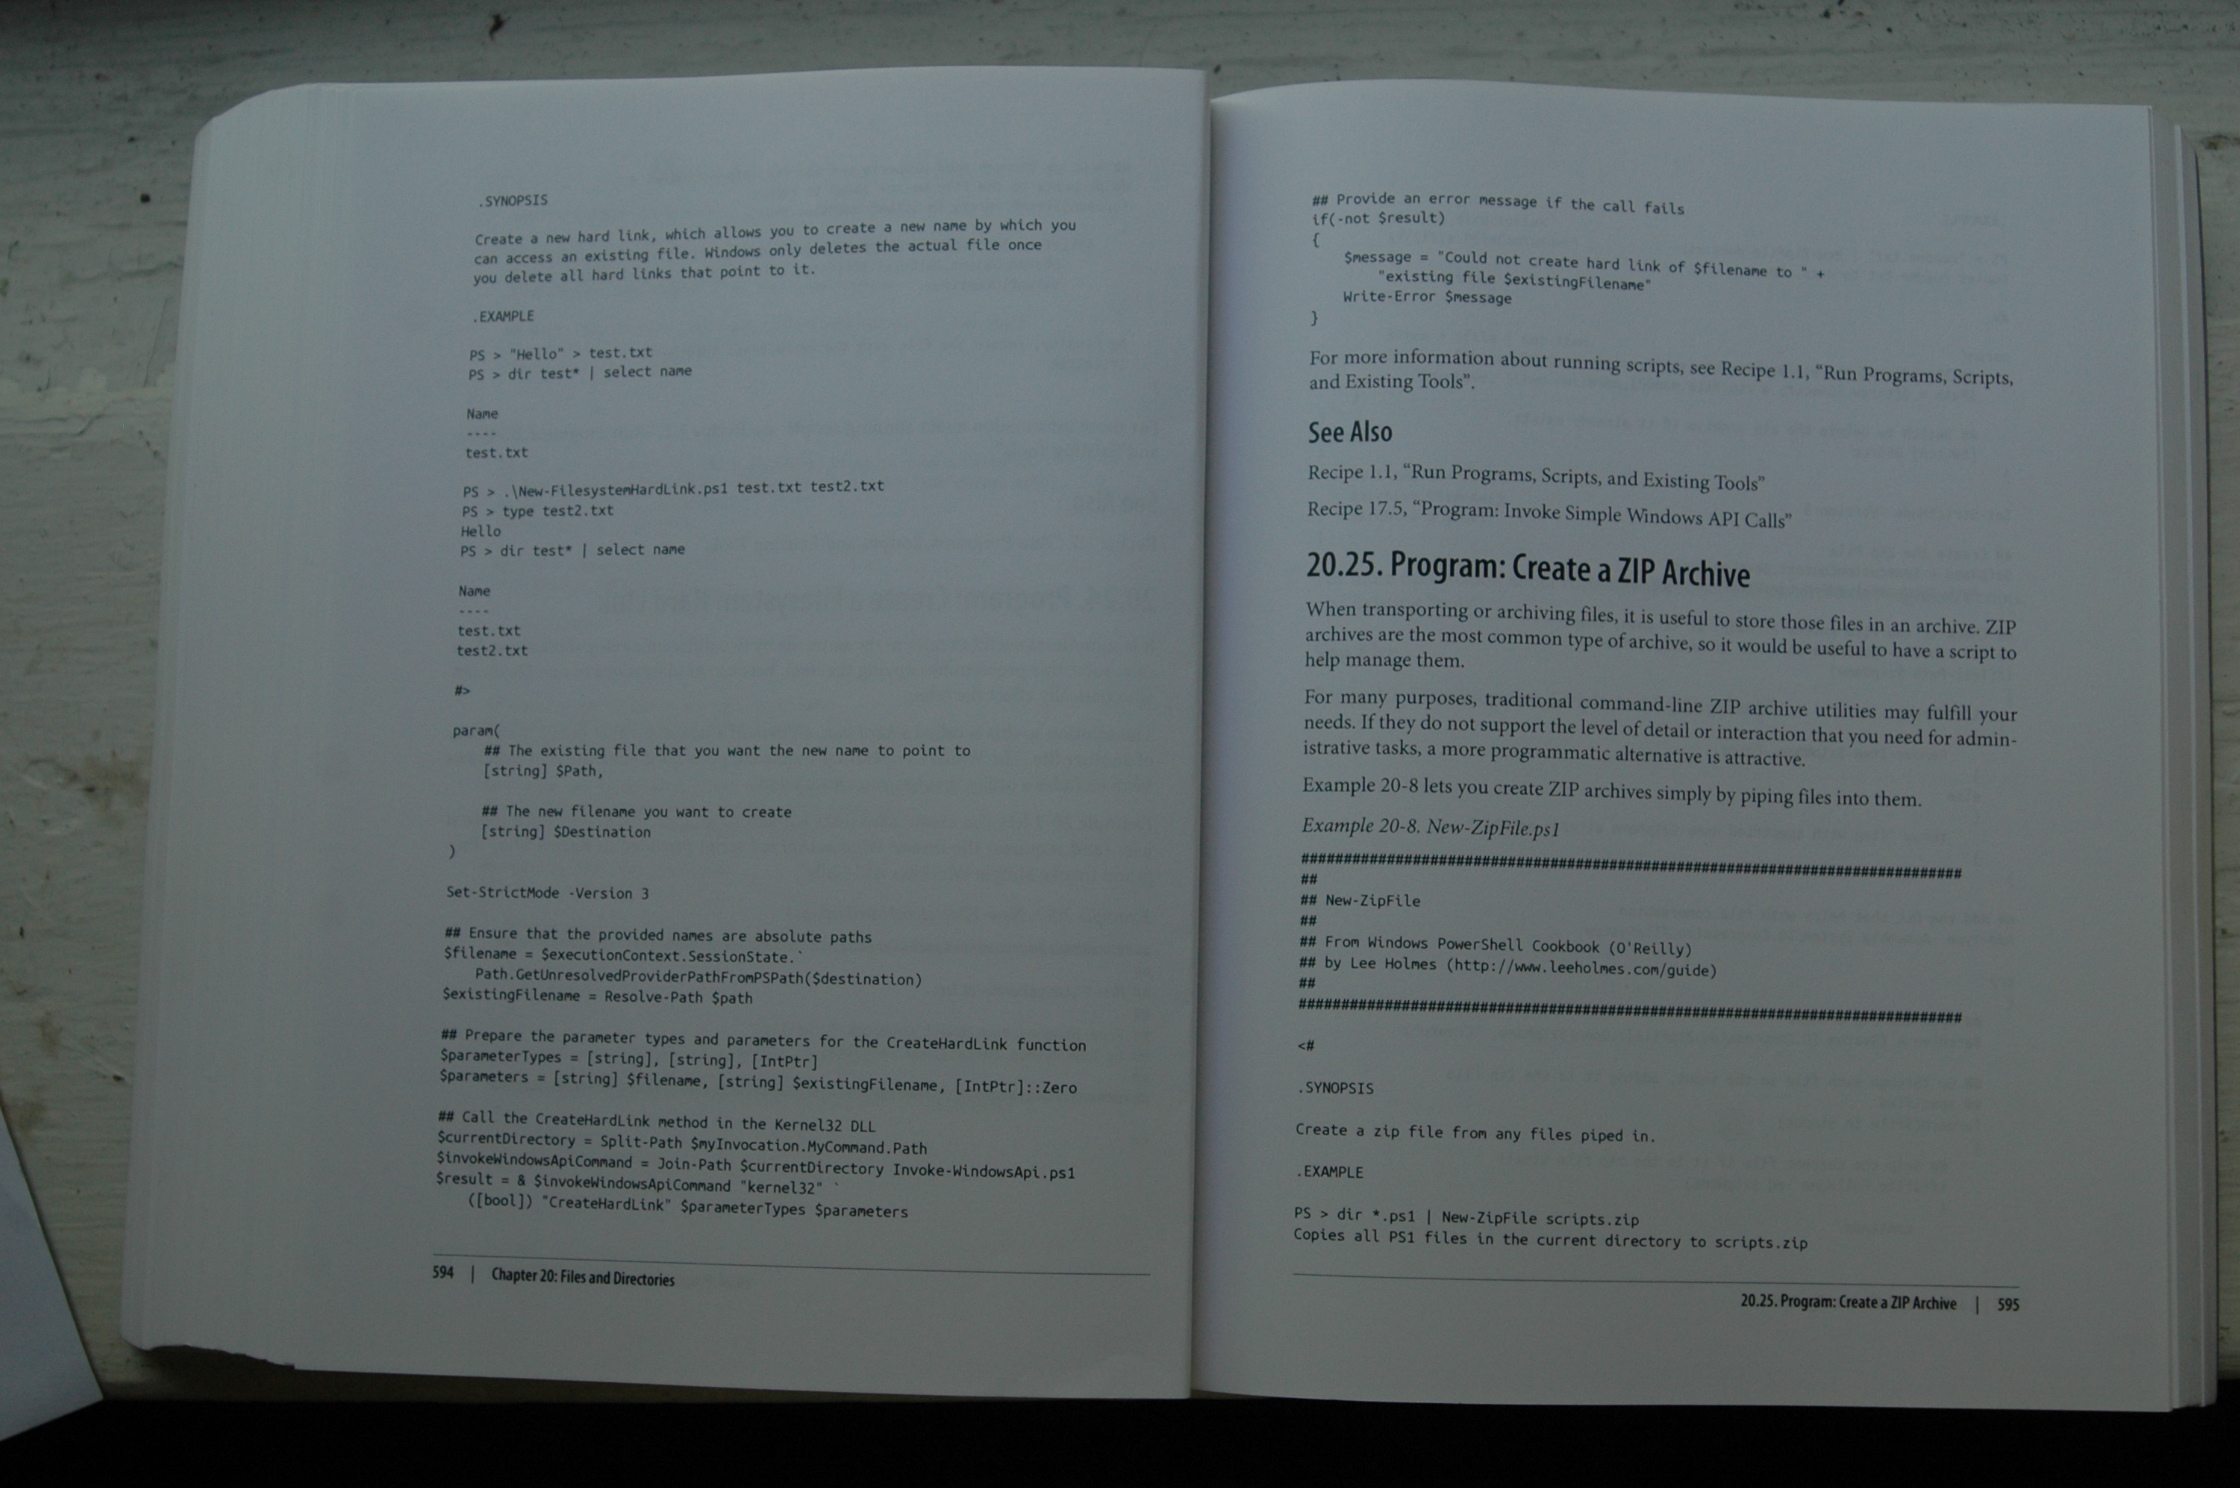 .SYNOPSIS
Create a new hard link, which allows you to create a new name by which you
can access an existing file. Windows only deletes the actual file once
you delete all hard links that point to it.
.EXAMPLE
PS > "Hello" > test.txt
PS > dir test* | select name
Name
----
test.txt
PS > .\New-FilesystemHardLink.ps1 test.txt test2.txt
PS > type test2.txt
Hello
PS > dir test* | select name
Name
----
test.txt
test2.txt
#>
param(
    ## The existing file that you want the new name to point to
    [string] $Path,
    ## The new filename you want to create
    [string] $Destination
)
Set-StrictMode -Version 3
## Ensure that the provided names are absolute paths
$filename = $executionContext.SessionState.`
    Path.GetUnresolvedProviderPathFromPSPath($destination)
$existingFilename = Resolve-Path $path
## Prepare the parameter types and parameters for the CreateHardLink function
$parameterTypes = [string], [string], [IntPtr]
$parameters = [string] $filename, [string] $existingFilename, [IntPtr]::Zero
## Call the CreateHardLink method in the Kernel32 DLL
$currentDirectory = Split-Path $myInvocation.MyCommand.Path
$invokeWindowsApiCommand = Join-Path $currentDirectory Invoke-WindowsApi.ps1
$result = & $invokeWindowsApiCommand "kernel32" `
    ([bool]) "CreateHardLink" $parameterTypes $parameters
594 | Chapter 20: Files and Directories
## Provide an error message if the call fails
if(-not $result)
{
    $message = "Could not create hard link of $filename to " +
        "existing file $existingFilename"
    Write-Error $message
}
For more information about running scripts, see Recipe 1.1, “Run Programs, Scripts,
and Existing Tools”.
See Also
Recipe 1.1, “Run Programs, Scripts, and Existing Tools”
Recipe 17.5, “Program: Invoke Simple Windows API Calls”
20.25. Program: Create a ZIP Archive
When transporting or archiving files, it is useful to store those files in an archive. ZIP
archives are the most common type of archive, so it would be useful to have a script to
help manage them.
For many purposes, traditional command-line ZIP archive utilities may fulfill your
needs. If they do not support the level of detail or interaction that you need for admin-
istrative tasks, a more programmatic alternative is attractive.
Example 20-8 lets you create ZIP archives simply by piping files into them.
Example 20-8. New-ZipFile.ps1
##############################################################################
##
## New-ZipFile
##
## From Windows PowerShell Cookbook (O'Reilly)
## by Lee Holmes (http://www.leeholmes.com/guide)
##
##############################################################################
<#
.SYNOPSIS
Create a zip file from any files piped in.
.EXAMPLE
PS > dir *.ps1 | New-ZipFile scripts.zip
Copies all PS1 files in the current directory to scripts.zip
20.25. Program: Create a ZIP Archive | 595